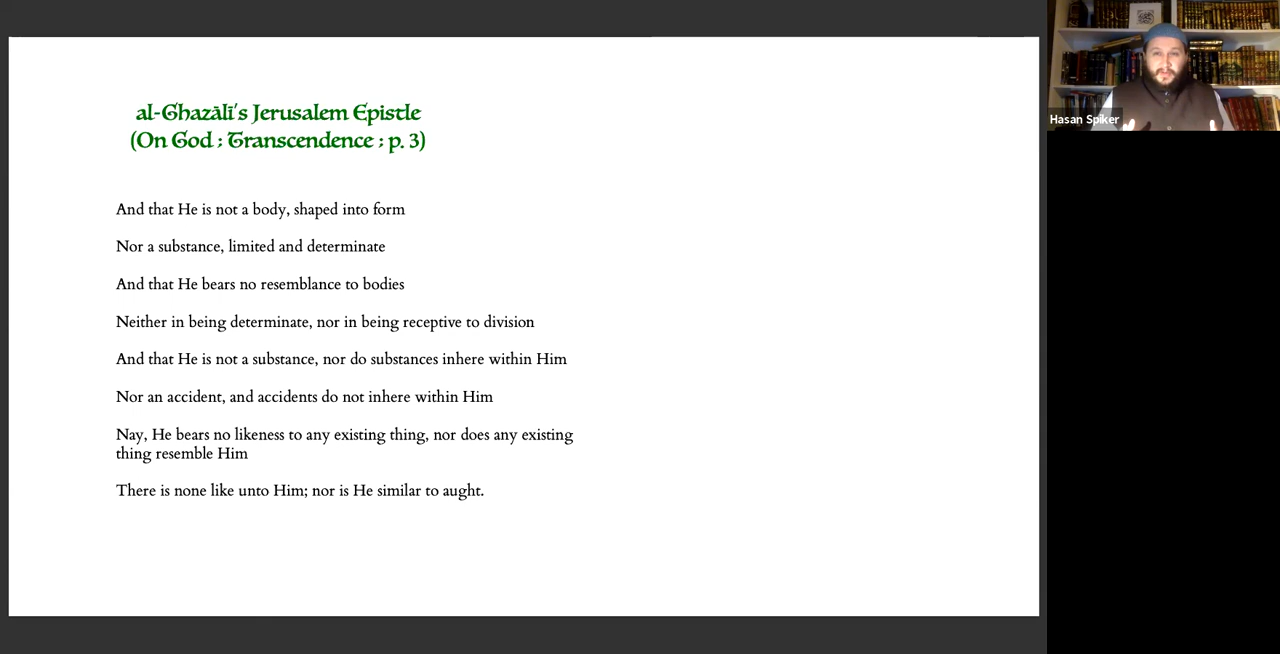 al-Ghazālī's Jerusalem Epistle
(On God ; Transcendence ; p. 3)
And that He is not a body, shaped into form
Nor a substance, limited and determinate
And that He bears no resemblance to bodies
Neither in being determinate, nor in being receptive to division
And that He is not a substance, nor do substances inhere within Him
Nor an accident, and accidents do not inhere within Him
Nay, He bears no likeness to any existing thing, nor does any existing
thing resemble Him
There is none like unto Him; nor is He similar to aught.
Hasan Spiker